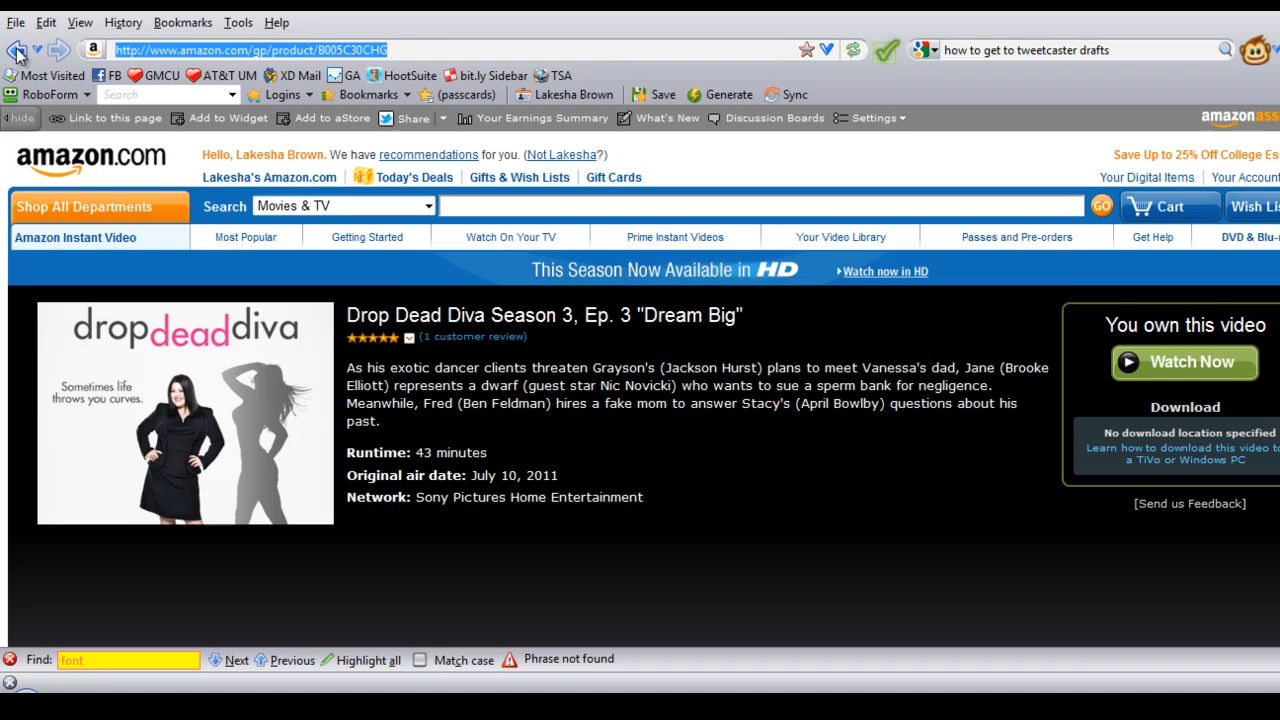 File Edit View History Bookmarks Tools Help
http://www.amazon.com/gp/product/B005C30CHG how to get to tweetcaster drafts
Most Visited FB GMCU AT&T UM XD Mail GA HootSuite bit.ly Sidebar TSA
RoboForm Search Logins Bookmarks (passcards) Lakesha Brown Save Generate Sync
hide Link to this page Add to Widget Add to aStore Share Your Earnings Summary What's New Discussion Boards Settings amazonass
amazon.com Hello, Lakesha Brown. We have recommendations for you. (Not Lakesha?) Save Up to 25% Off College Es
Lakesha's Amazon.com Today's Deals Gifts & Wish Lists Gift Cards Your Digital Items Your Account
Shop All Departments Search Movies & TV GO Cart Wish Lis
Amazon Instant Video Most Popular Getting Started Watch On Your TV Prime Instant Videos Your Video Library Passes and Pre-orders Get Help DVD & Blu-r
This Season Now Available in HD Watch now in HD
drop dead diva
Sometimes life
throws you curves.
Drop Dead Diva Season 3, Ep. 3 "Dream Big"
(1 customer review)
As his exotic dancer clients threaten Grayson's (Jackson Hurst) plans to meet Vanessa's dad, Jane (Brooke
Elliott) represents a dwarf (guest star Nic Novicki) who wants to sue a sperm bank for negligence.
Meanwhile, Fred (Ben Feldman) hires a fake mom to answer Stacy's (April Bowlby) questions about his
past.
Runtime: 43 minutes
Original air date: July 10, 2011
Network: Sony Pictures Home Entertainment
You own this video
Watch Now
Download
No download location specified
Learn how to download this video to
a TiVo or Windows PC
[Send us Feedback]
Find: font Next Previous Highlight all Match case Phrase not found